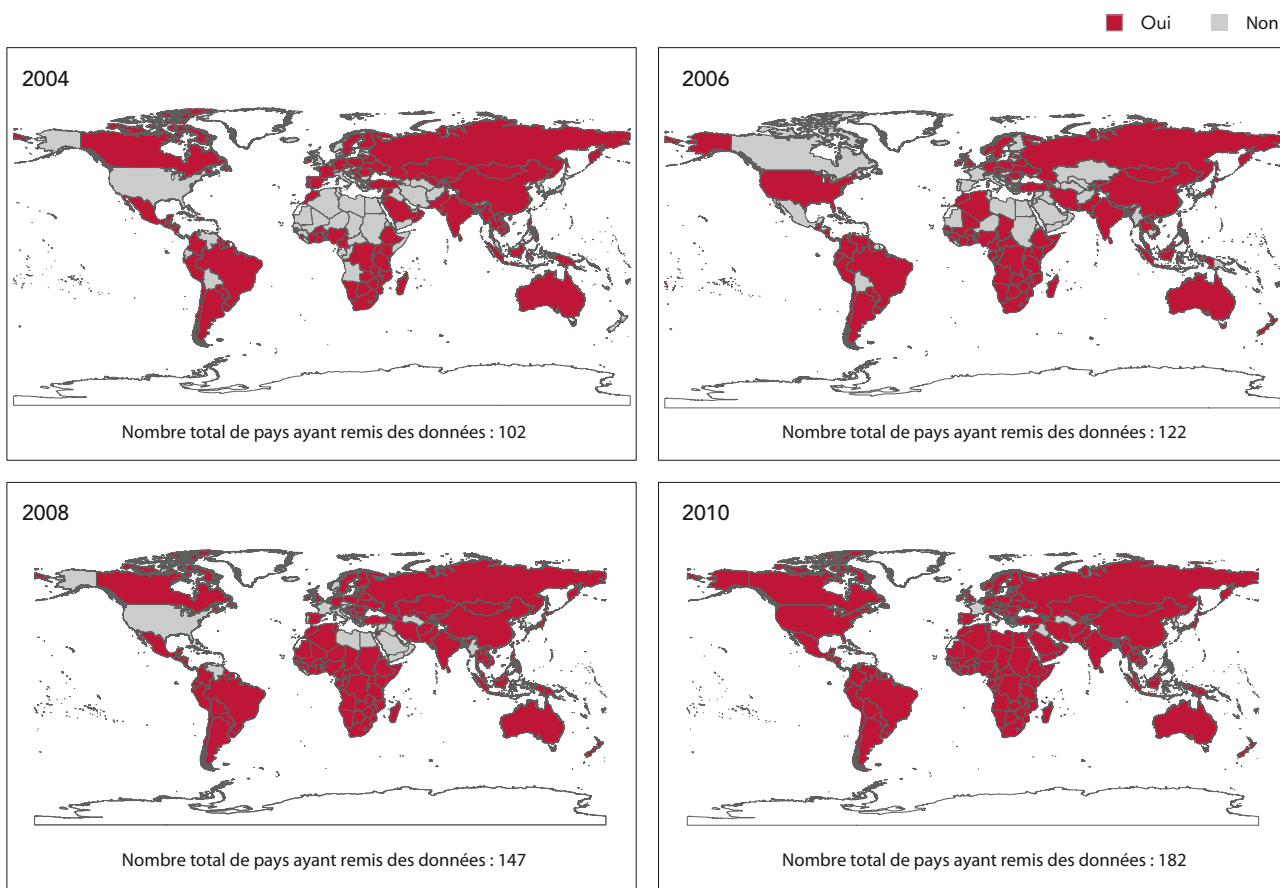 Oui Non
2004
2006
Nombre total de pays ayant remis des données : 102
Nombre total de pays ayant remis des données : 122
2008
2010
Nombre total de pays ayant remis des données : 147
Nombre total de pays ayant remis des données : 182